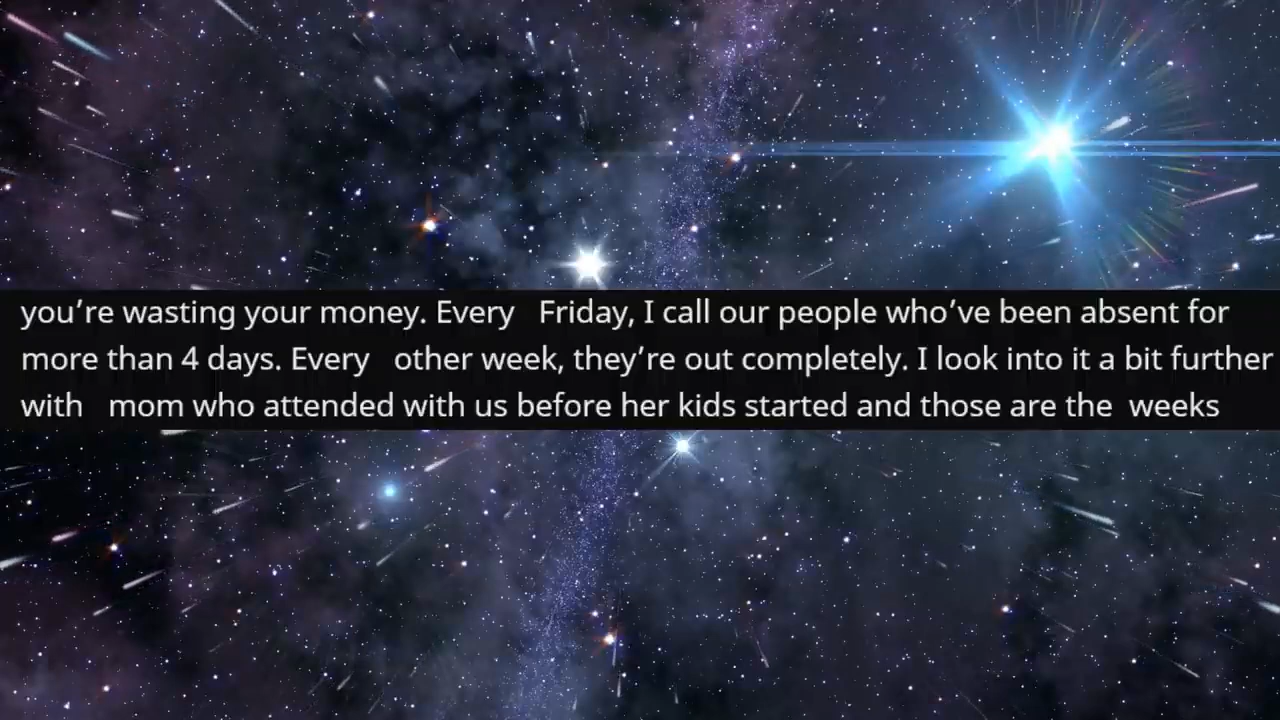 you’re wasting your money. Every   Friday, I call our people who’ve been absent for
more than 4 days. Every   other week, they’re out completely. I look into it a bit further
with   mom who attended with us before her kids started and those are the  weeks